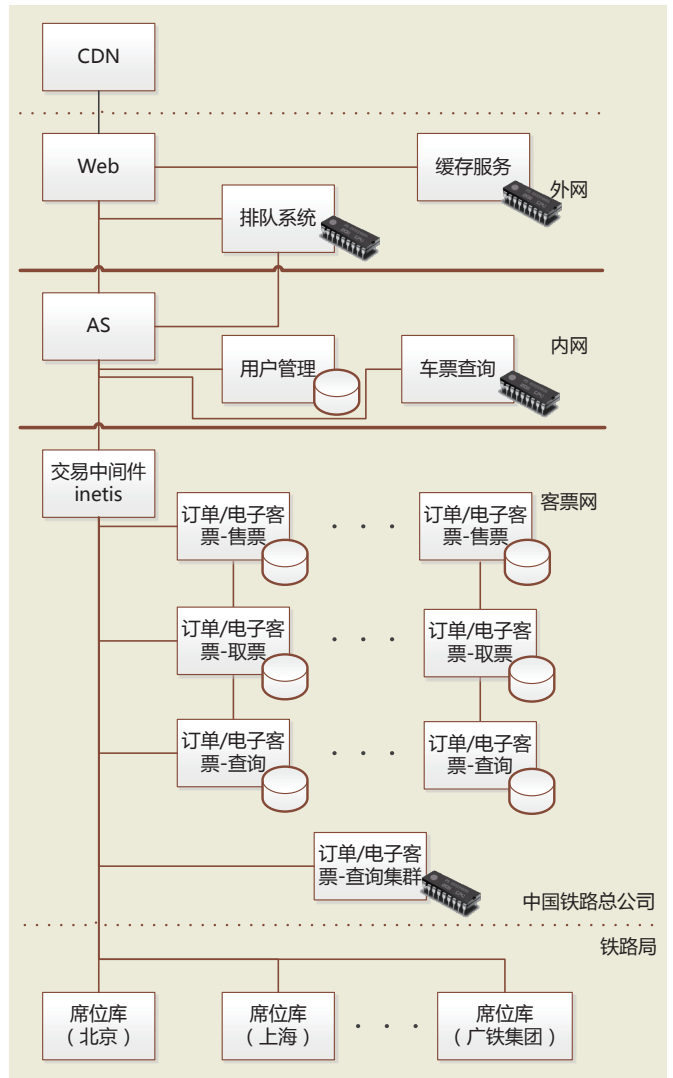 CDN
Web
缓存服务
外网
排队系统
AS
内网
用户管理
车票查询
交易中间件
inetis
客票网
订单/电子客
票-售票
订单/电子客
票-售票
订单/电子客
票-取票
订单/电子客
票-取票
订单/电子客
票-查询
订单/电子客
票-查询
订单/电子客
票-查询集群
中国铁路总公司
铁路局
席位库
（北京）
席位库
（上海）
席位库
（广铁集团）